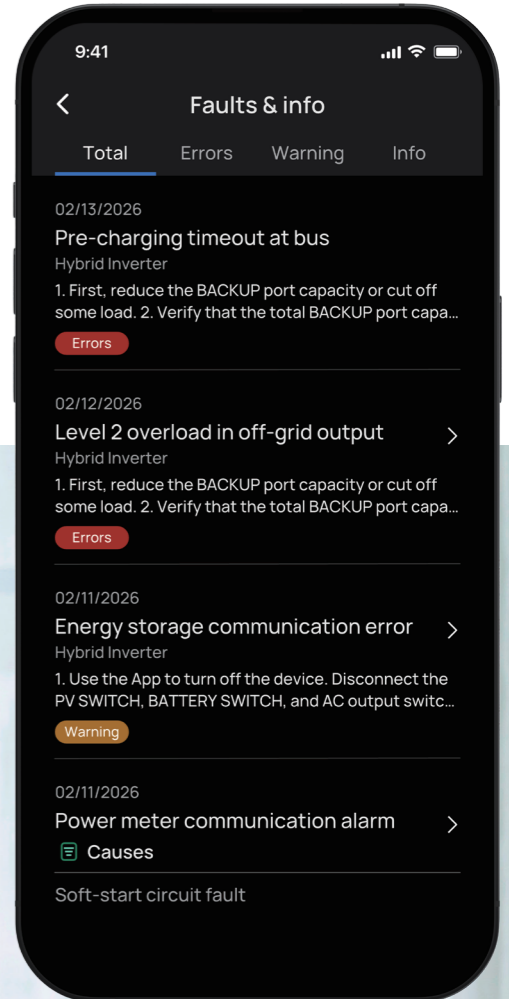 9:41
Faults & info
Total Errors Warning Info
02/13/2026
Pre-charging timeout at bus
Hybrid Inverter
1. First, reduce the BACKUP port capacity or cut off
some load. 2. Verify that the total BACKUP port capa...
Errors
02/12/2026
Level 2 overload in off-grid output
Hybrid Inverter
1. First, reduce the BACKUP port capacity or cut off
some load. 2. Verify that the total BACKUP port capa...
Errors
02/11/2026
Energy storage communication error
Hybrid Inverter
1. Use the App to turn off the device. Disconnect the
PV SWITCH, BATTERY SWITCH, and AC output switc...
Warning
02/11/2026
Power meter communication alarm
Causes
Soft-start circuit fault